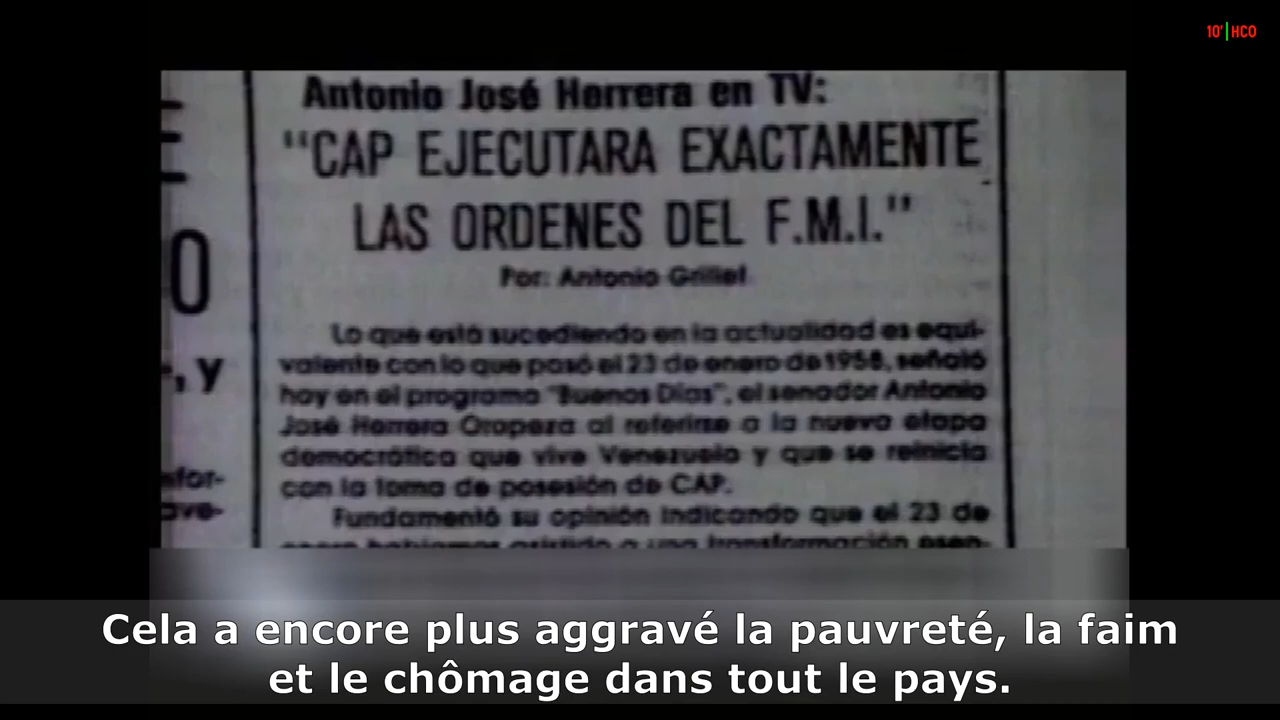 10' HCO
Antonio José Herrera en TV:
"CAP EJECUTARA EXACTAMENTE
LAS ORDENES DEL F.M.I."
Por: Antonio Grillet
O
Lo que está sucediendo en la actualidad es equi-
valente con lo que pasó el 23 de enero de 1958, señaló
, y
hoy en el programa "Buenos Días", el senador Antonio
José Herrera Oropeza al referirse a la nueva etapa
democrática que vive Venezuela y que se reinicia
con la toma de posesión de CAP.
Fundamentó su opinión indicando que el 23 de
a una transformación esen-
Cela a encore plus aggravé la pauvreté, la faim
et le chômage dans tout le pays.